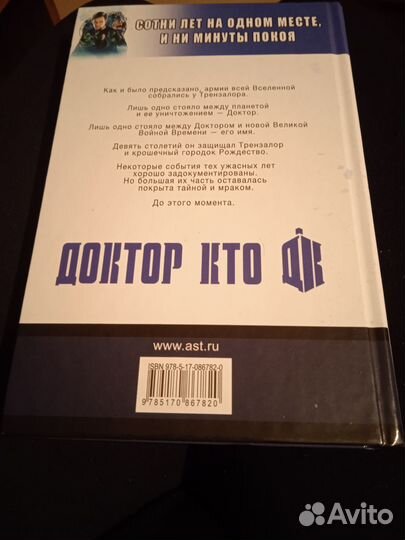 СОТНИ ЛЕТ НА ОДНОМ МЕСТЕ,
И НИ МИНУТЫ ПОКОЯ
Как и было предсказано, армии всей Вселенной
собрались у Трензалора.
Лишь одно стояло между планетой
и ее уничтожением — Доктор.
Лишь одно стояло между Доктором и новой Великой
Войной Времени — его имя.
Девять столетий он защищал Трензалор
и крошечный городок Рождество.
Некоторые события тех ужасных лет
хорошо задокументированы.
Но большая их часть оставалась
покрыта тайной и мраком.
До этого момента.
ДОКТОР КТО ДК
www.ast.ru
ISBN 978-5-17-086782-0
9 785170 867820
Avito